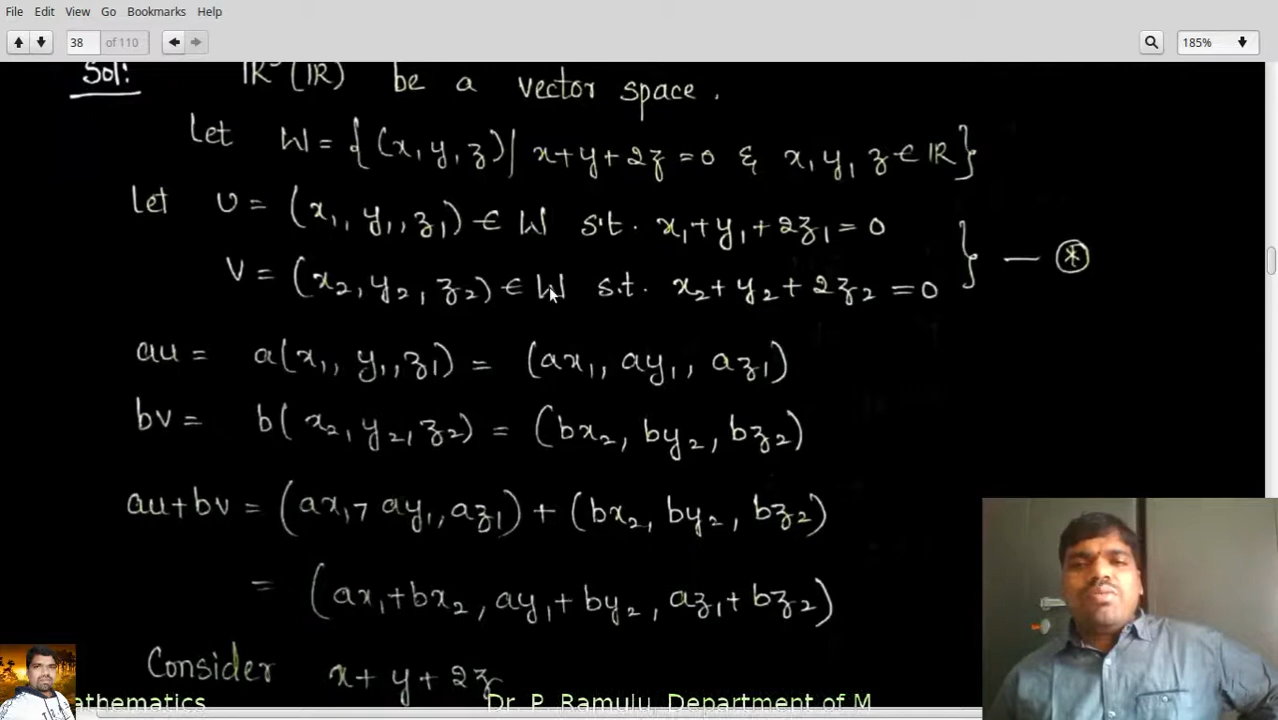 File Edit View Go Bookmarks Help
38 of 110 185%
Sol: IR³(IR) be a vector space.
Let W = {(x, y, z) | x+y+2z = 0 & x, y, z ∈ IR}
Let u = (x₁, y₁, z₁) ∈ W s.t. x₁+y₁+2z₁ = 0
v = (x₂, y₂, z₂) ∈ W s.t. x₂+y₂+2z₂ = 0 } — ⊛
au = a(x₁, y₁, z₁) = (ax₁, ay₁, az₁)
bv = b(x₂, y₂, z₂) = (bx₂, by₂, bz₂)
au+bv = (ax₁, ay₁, az₁) + (bx₂, by₂, bz₂)
= (ax₁+bx₂, ay₁+by₂, az₁+bz₂)
Consider x+y+2z
athematics Dr. P. Ramulu, Department of M